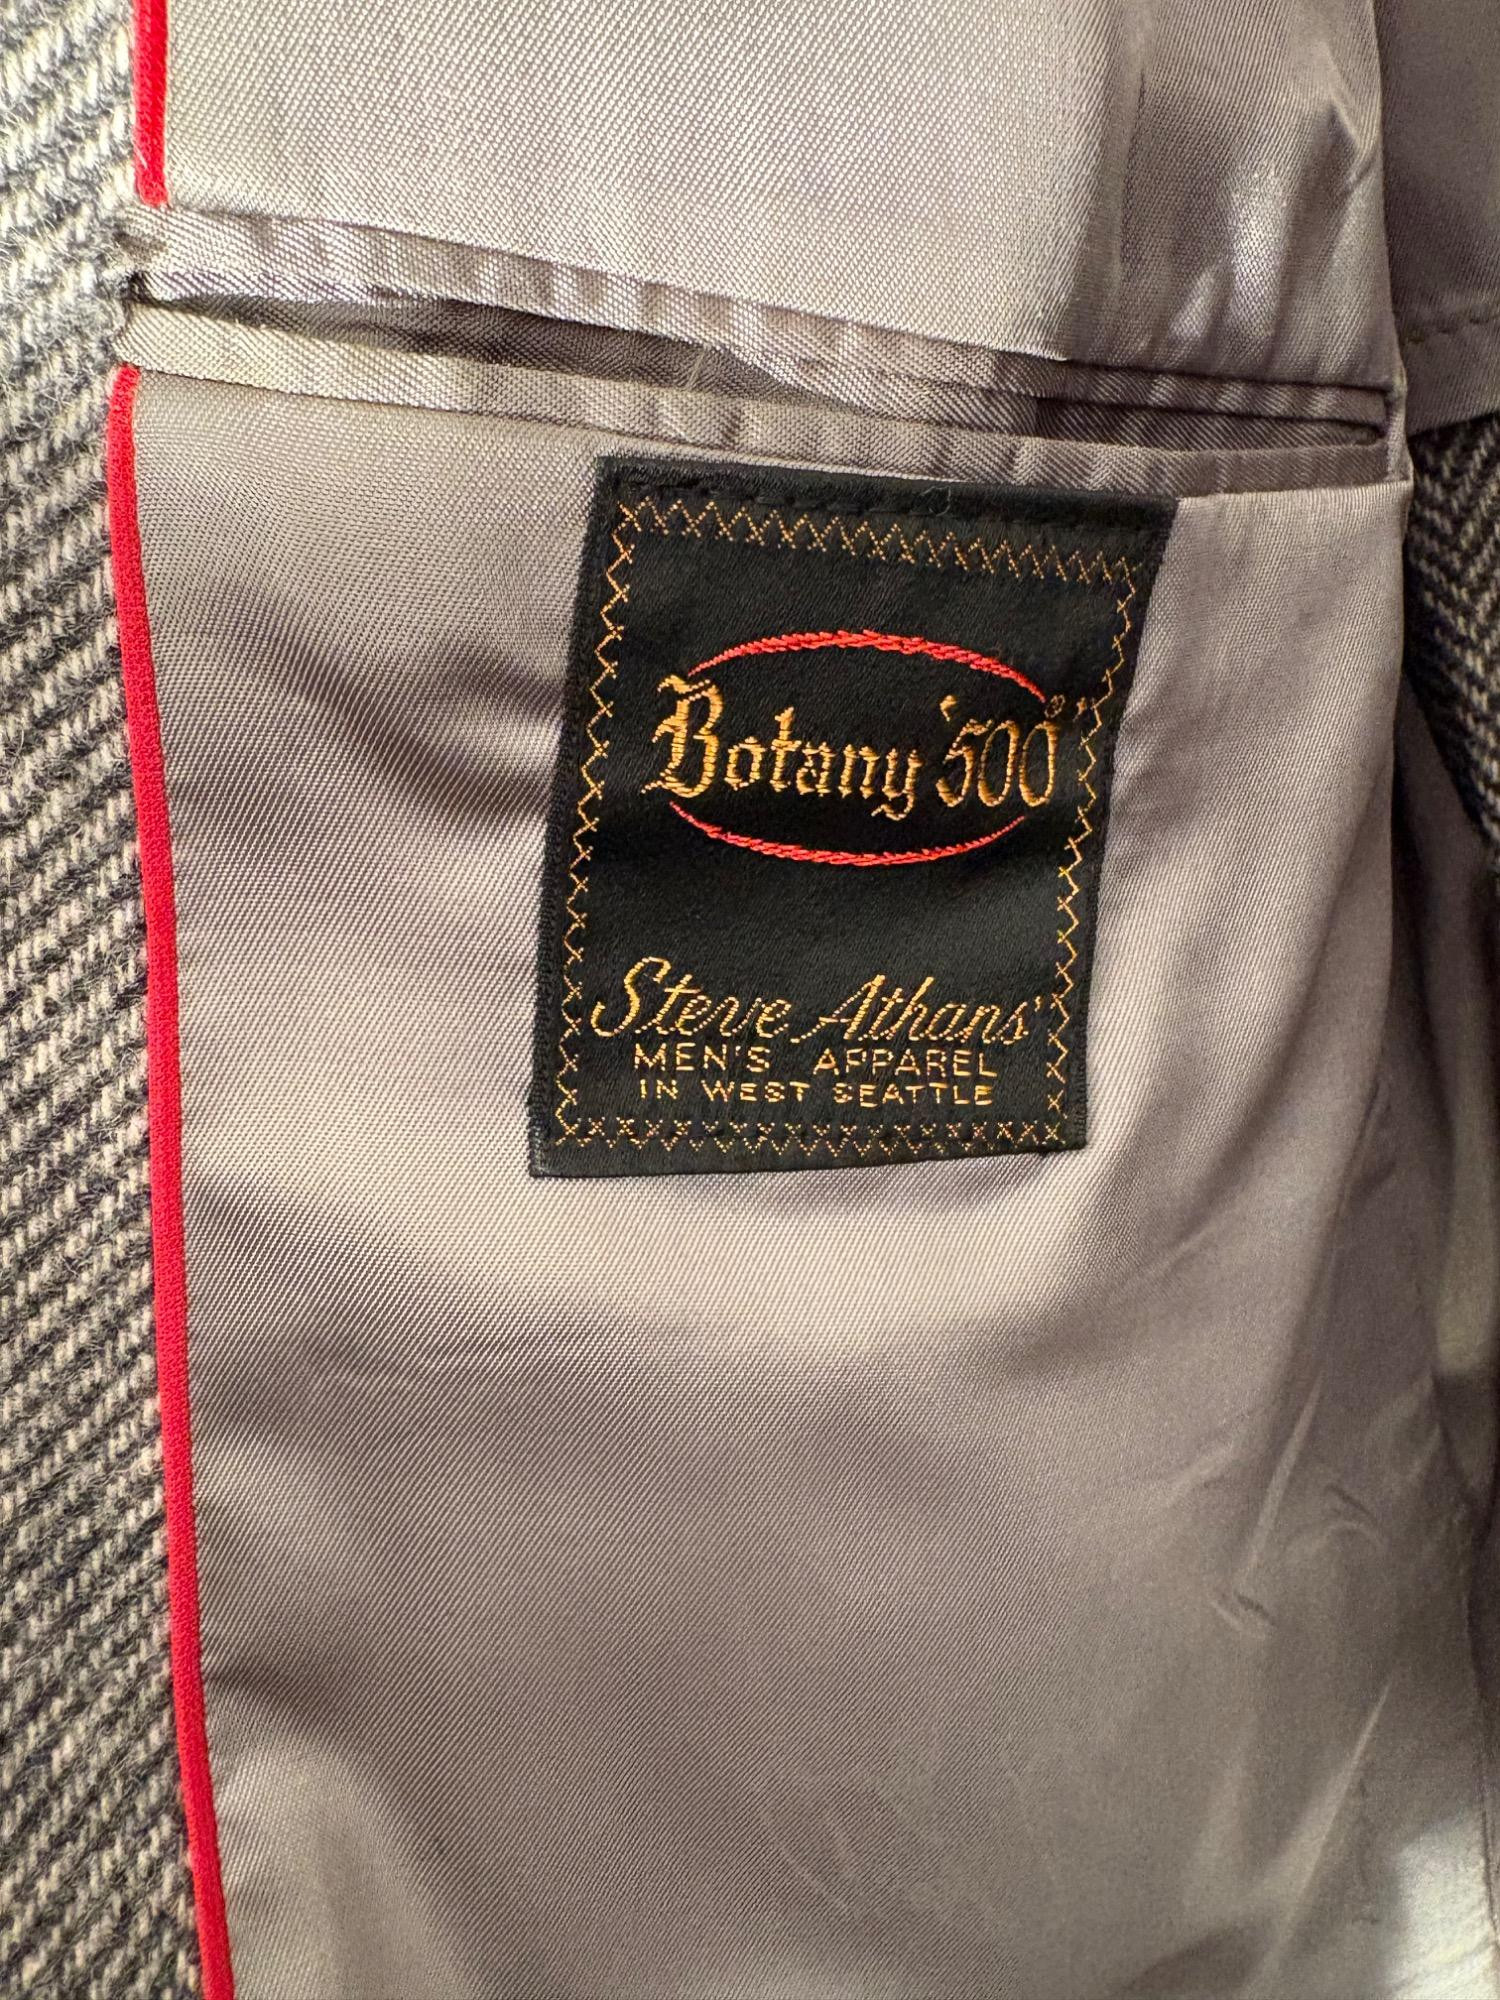 Botany '500'®
Steve Athans'
MEN'S APPAREL
IN WEST SEATTLE